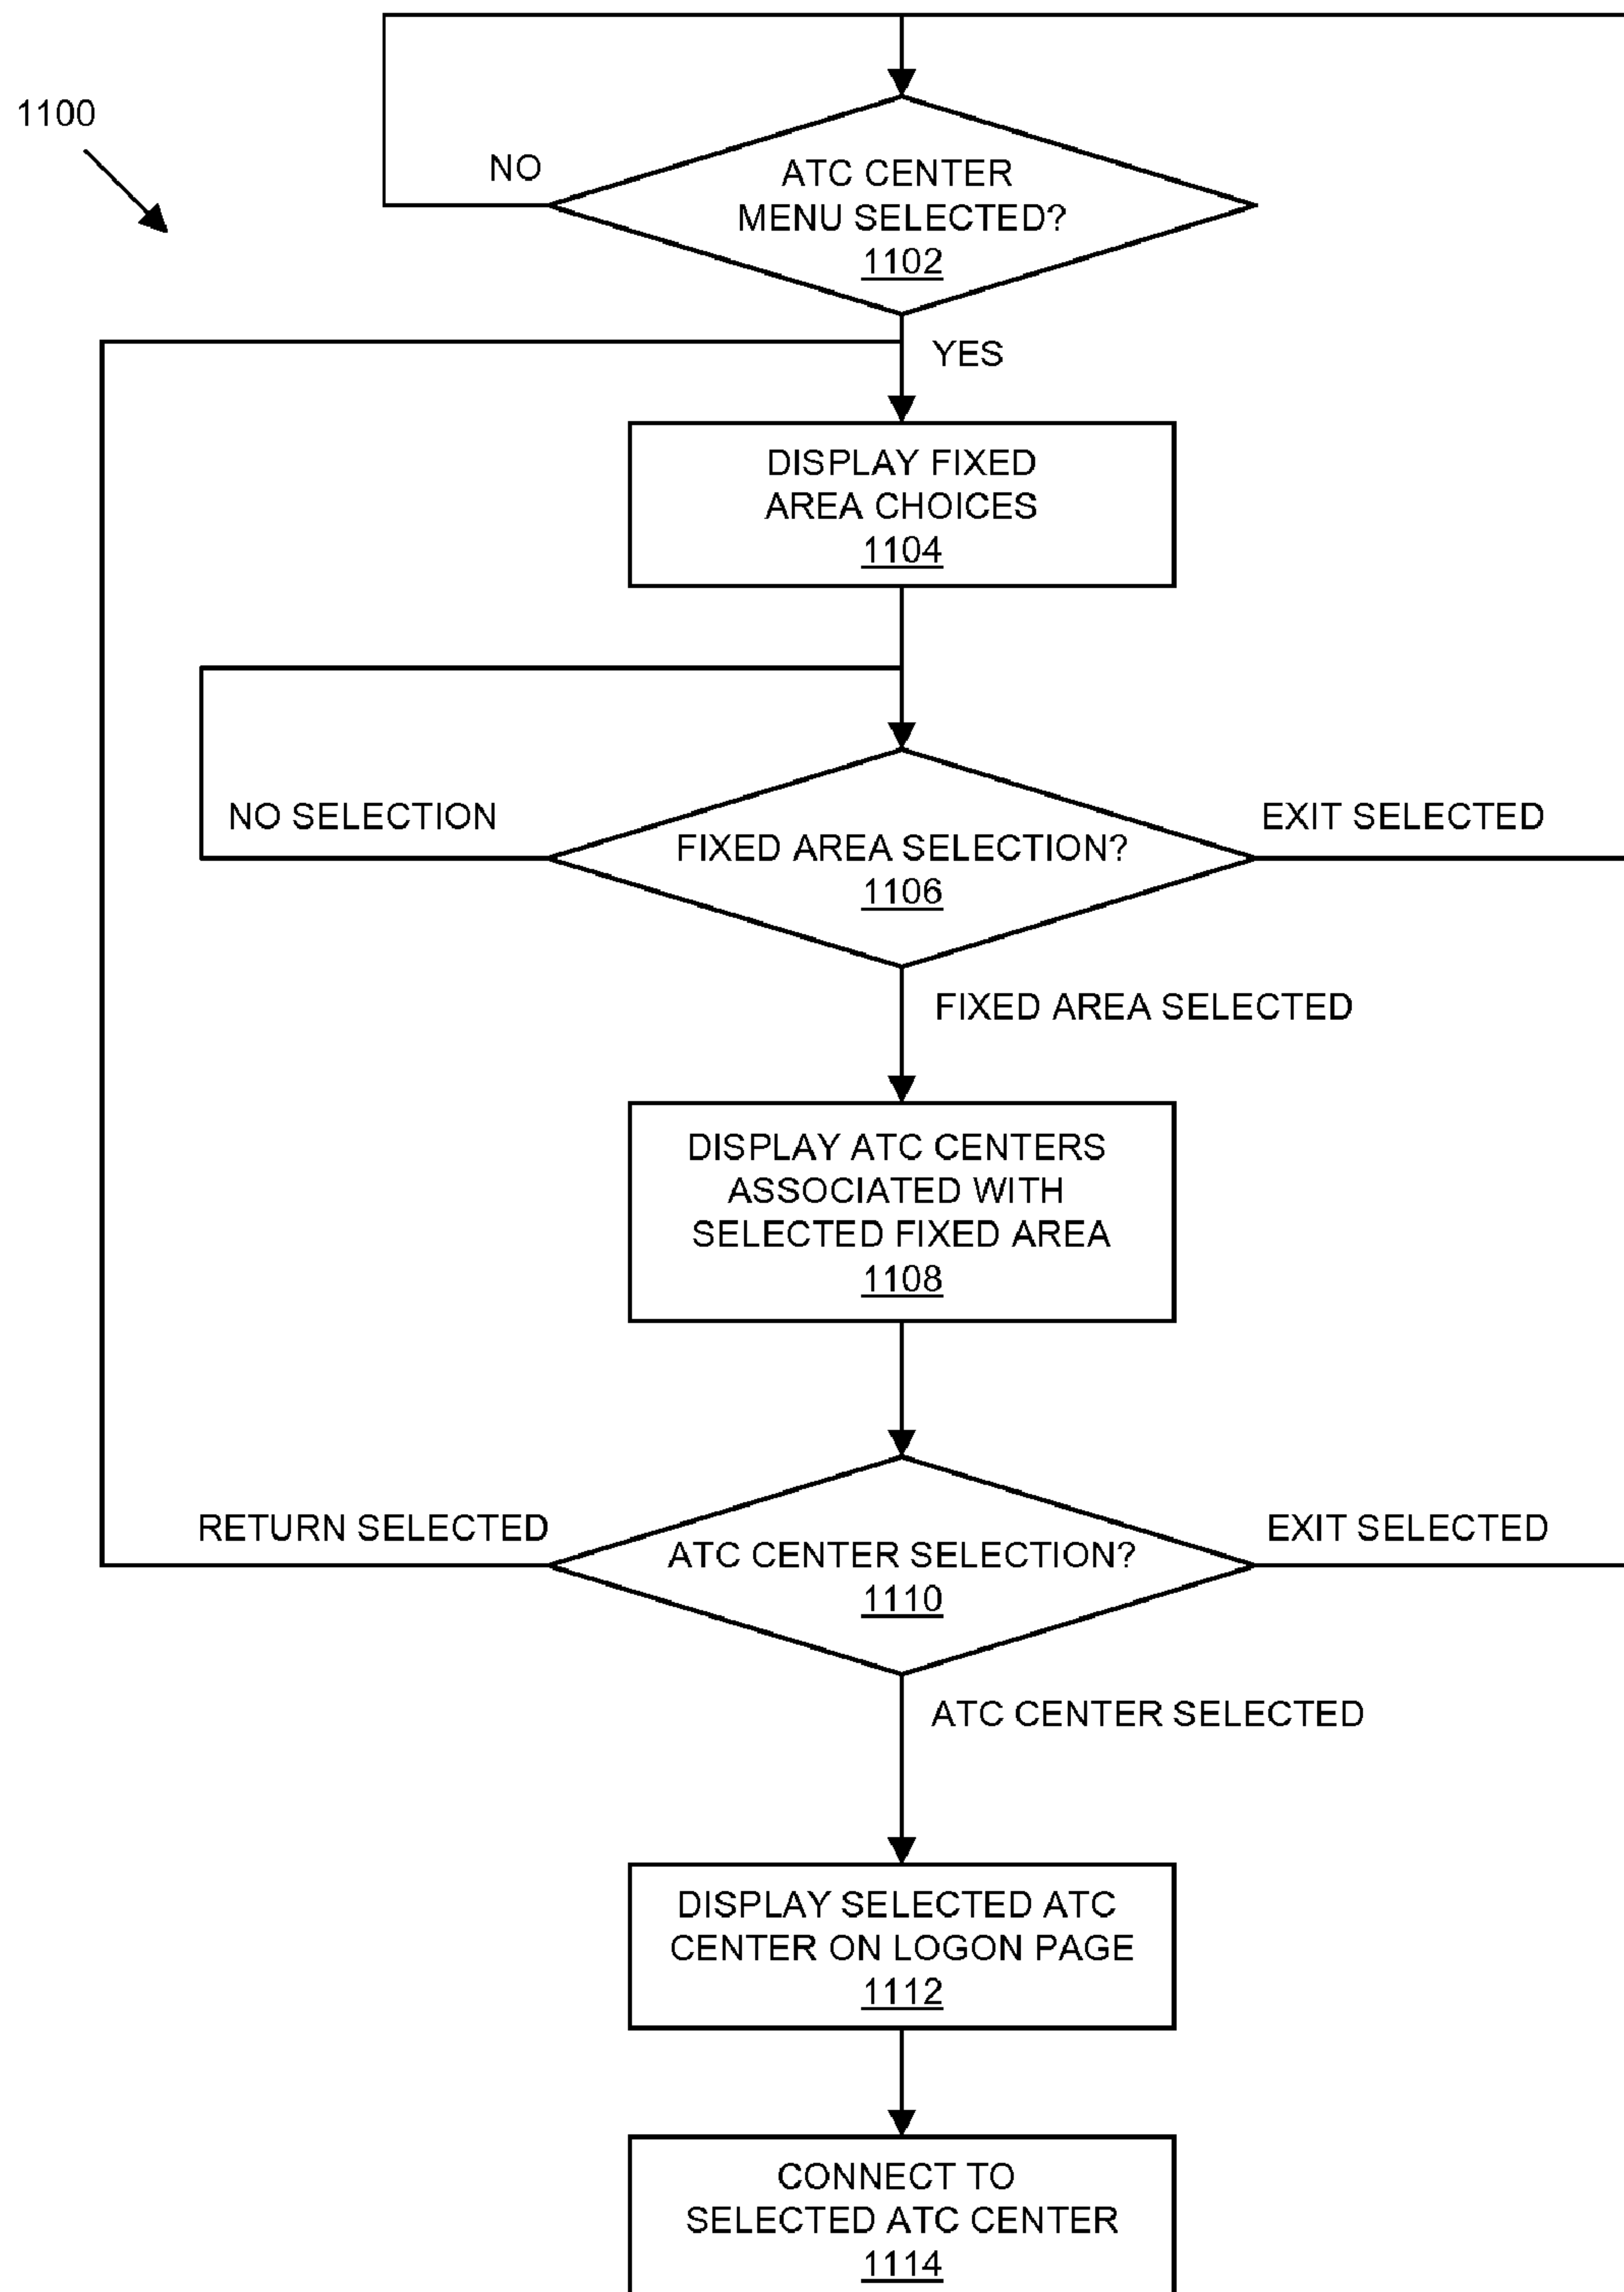 1100
NO
ATC CENTER
MENU SELECTED?
1102
YES
DISPLAY FIXED
AREA CHOICES
1104
NO SELECTION
FIXED AREA SELECTION?
1106
EXIT SELECTED
FIXED AREA SELECTED
DISPLAY ATC CENTERS
ASSOCIATED WITH
SELECTED FIXED AREA
1108
RETURN SELECTED
ATC CENTER SELECTION?
1110
EXIT SELECTED
ATC CENTER SELECTED
DISPLAY SELECTED ATC
CENTER ON LOGON PAGE
1112
CONNECT TO
SELECTED ATC CENTER
1114